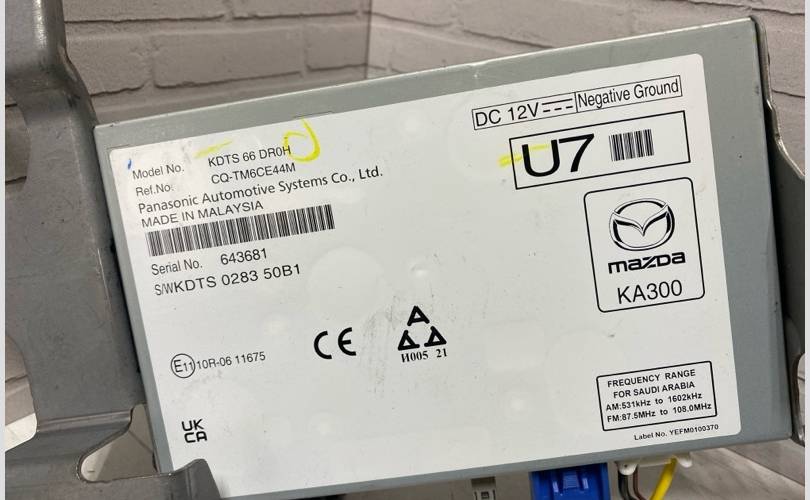 DC 12V Negative Ground
Model No. KDTS 66 DR0H
Ref.No. CQ-TM6CE44M
Panasonic Automotive Systems Co., Ltd.
MADE IN MALAYSIA
U7
Serial No. 643681
S/WKDTS 0283 50B1
mazda
KA300
E11 10R-06 11675
CE
И005 21
UK
CA
FREQUENCY RANGE
FOR SAUDI ARABIA
AM:531kHz to 1602kHz
FM:87.5MHz to 108.0MHz
Label No. YEFM0100370